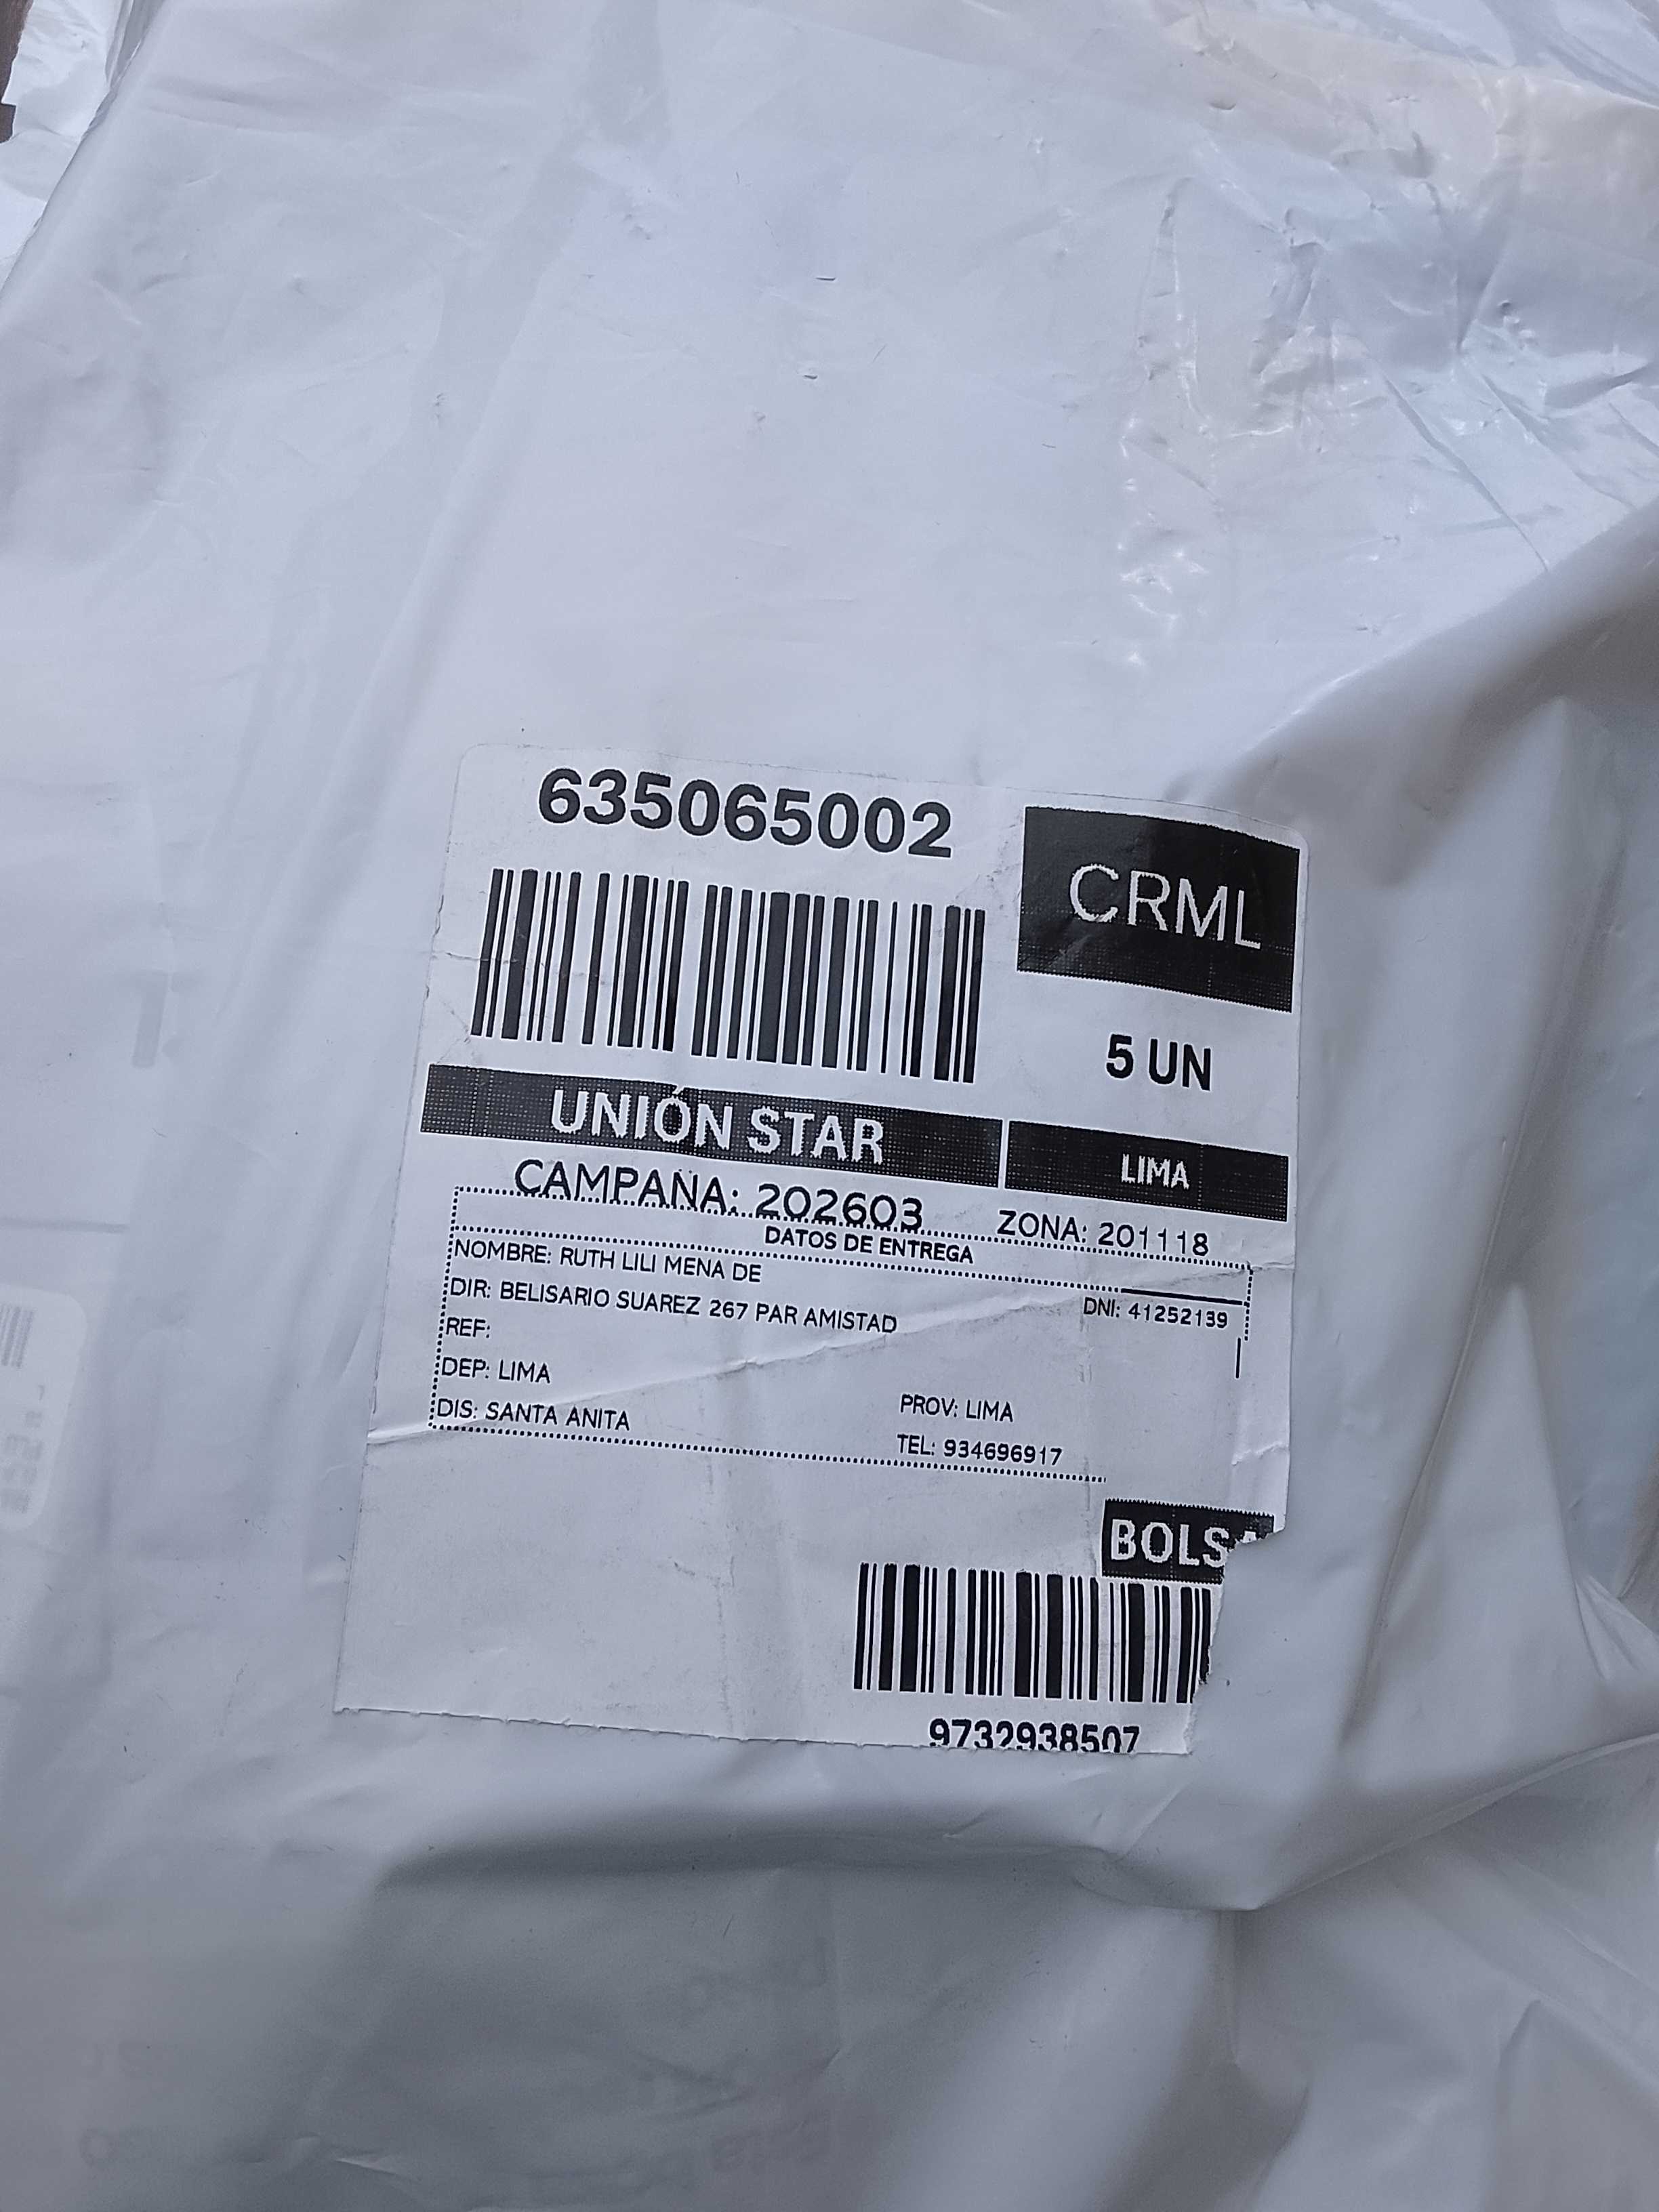 635065002
CRML
5 UN
UNIÓN STAR
LIMA
CAMPAÑA: 202603
ZONA: 201118
DATOS DE ENTREGA
NOMBRE: RUTH LILI MENA DE
DNI: 41252139
DIR: BELISARIO SUAREZ 267 PAR AMISTAD
REF:
DEP: LIMA
PROV: LIMA
DIS: SANTA ANITA
TEL: 934696917
BOLSA
9732938507